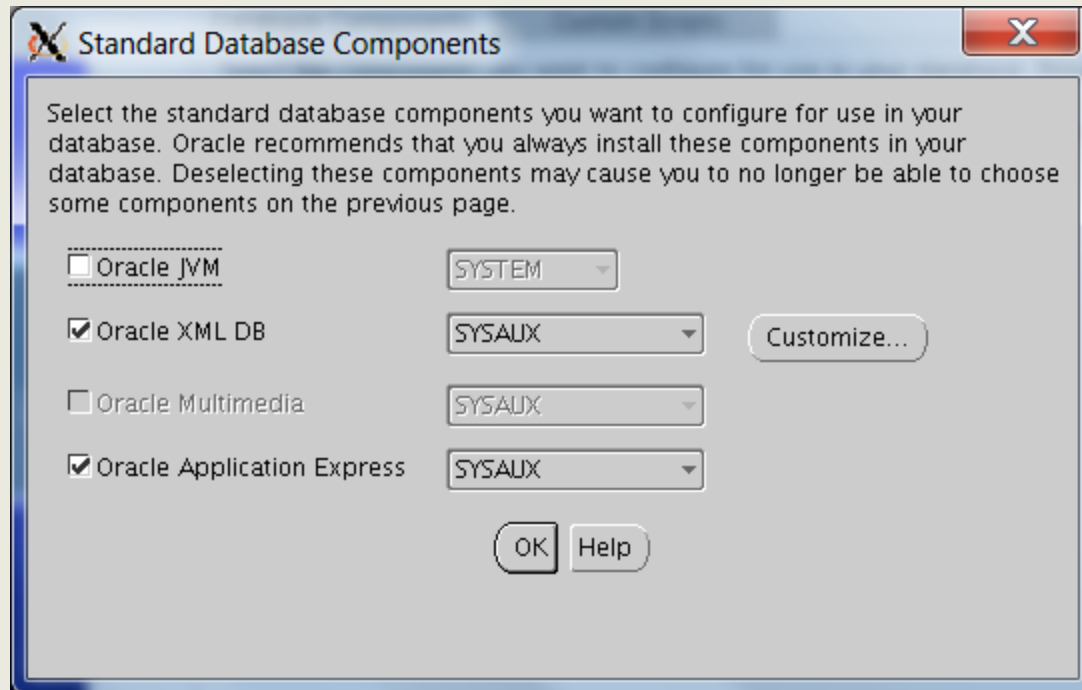 Standard Database Components
Select the standard database components you want to configure for use in your
database. Oracle recommends that you always install these components in your
database. Deselecting these components may cause you to no longer be able to choose
some components on the previous page.
Oracle JVM SYSTEM
Oracle XML DB SYSAUX Customize...
Oracle Multimedia SYSAUX
Oracle Application Express SYSAUX
OK Help